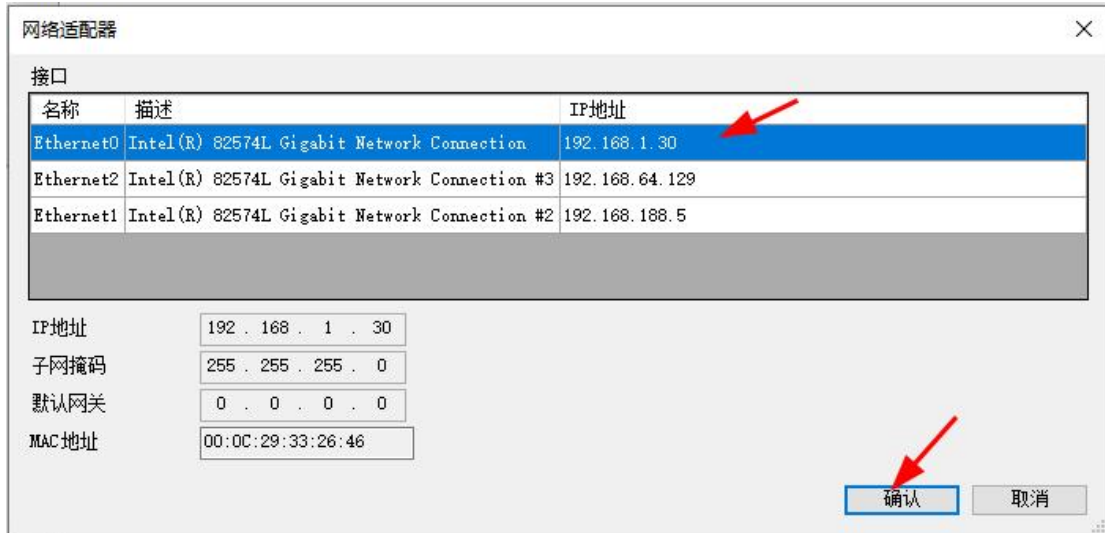 网络适配器
接口
名称 描述 IP地址
Ethernet0 Intel(R) 82574L Gigabit Network Connection 192.168.1.30
Ethernet2 Intel(R) 82574L Gigabit Network Connection #3 192.168.64.129
Ethernet1 Intel(R) 82574L Gigabit Network Connection #2 192.168.188.5
IP地址 192 . 168 . 1 . 30
子网掩码 255 . 255 . 255 . 0
默认网关 0 . 0 . 0 . 0
MAC地址 00:0C:29:33:26:46
确认 取消